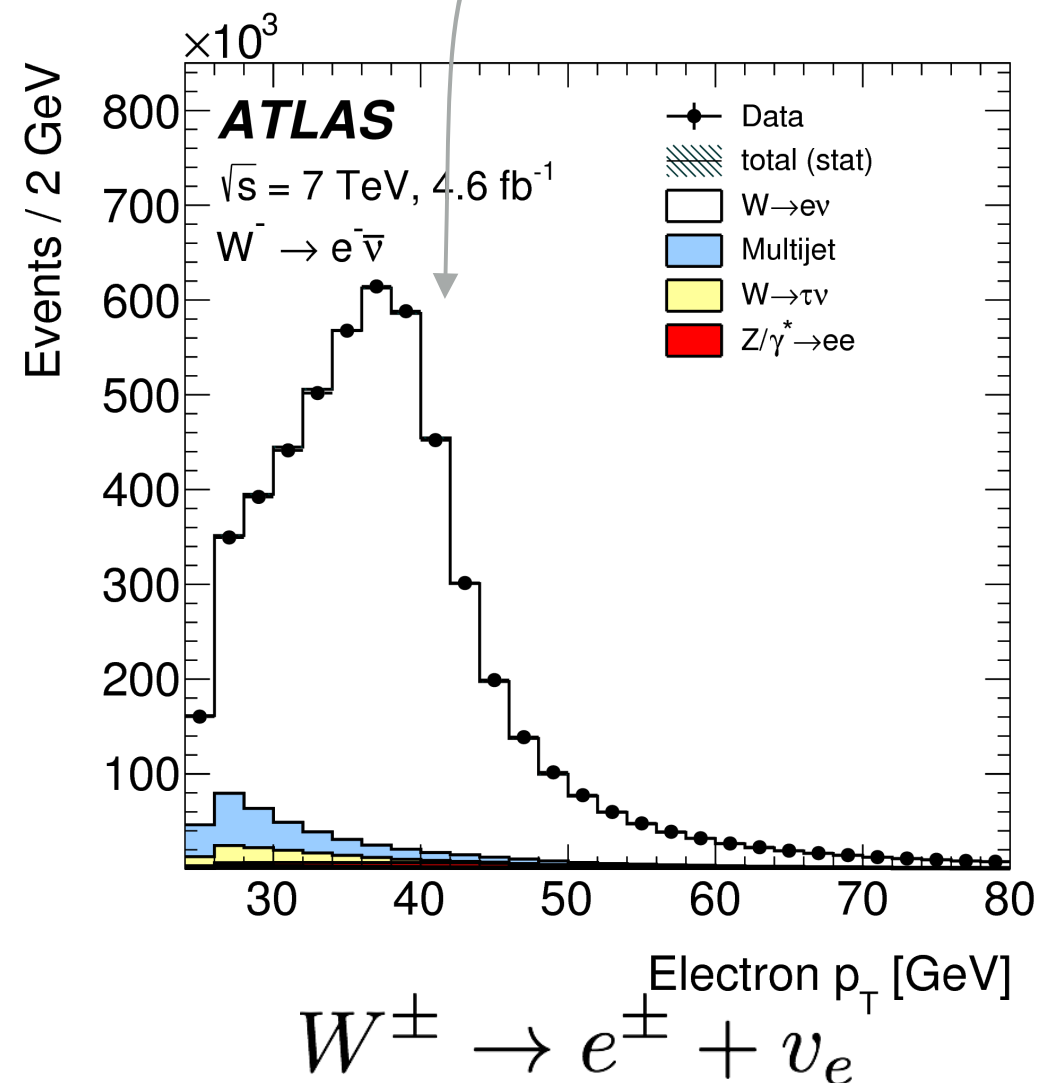 ×10³
Events / 2 GeV
800
700
600
500
400
300
200
100
ATLAS
√s = 7 TeV, 4.6 fb⁻¹
W⁻ → e⁻ν̅
Data
total (stat)
W→eν
Multijet
W→τν
Z/γ*→ee
30 40 50 60 70 80
Electron p_T [GeV]
W± → e± + ν_e